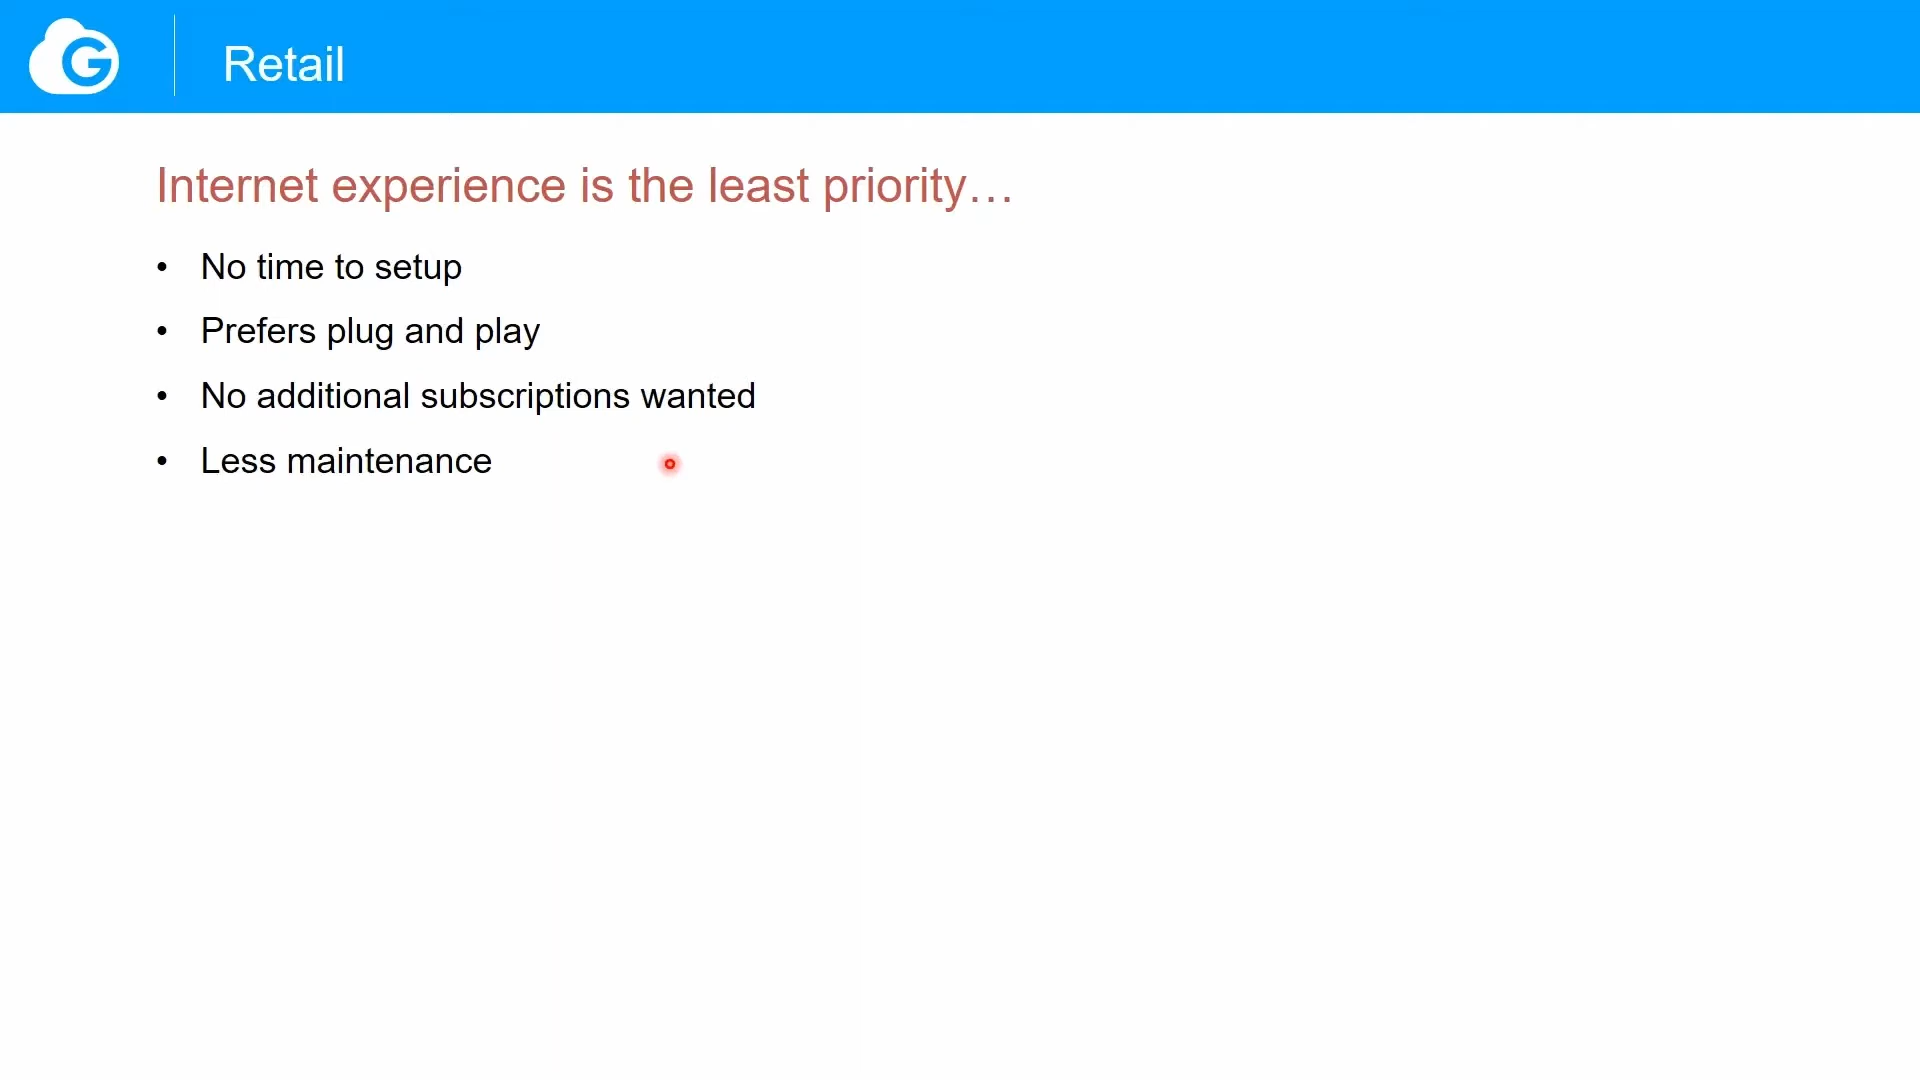 G
Retail
Internet experience is the least priority…
• No time to setup
• Prefers plug and play
• No additional subscriptions wanted
• Less maintenance